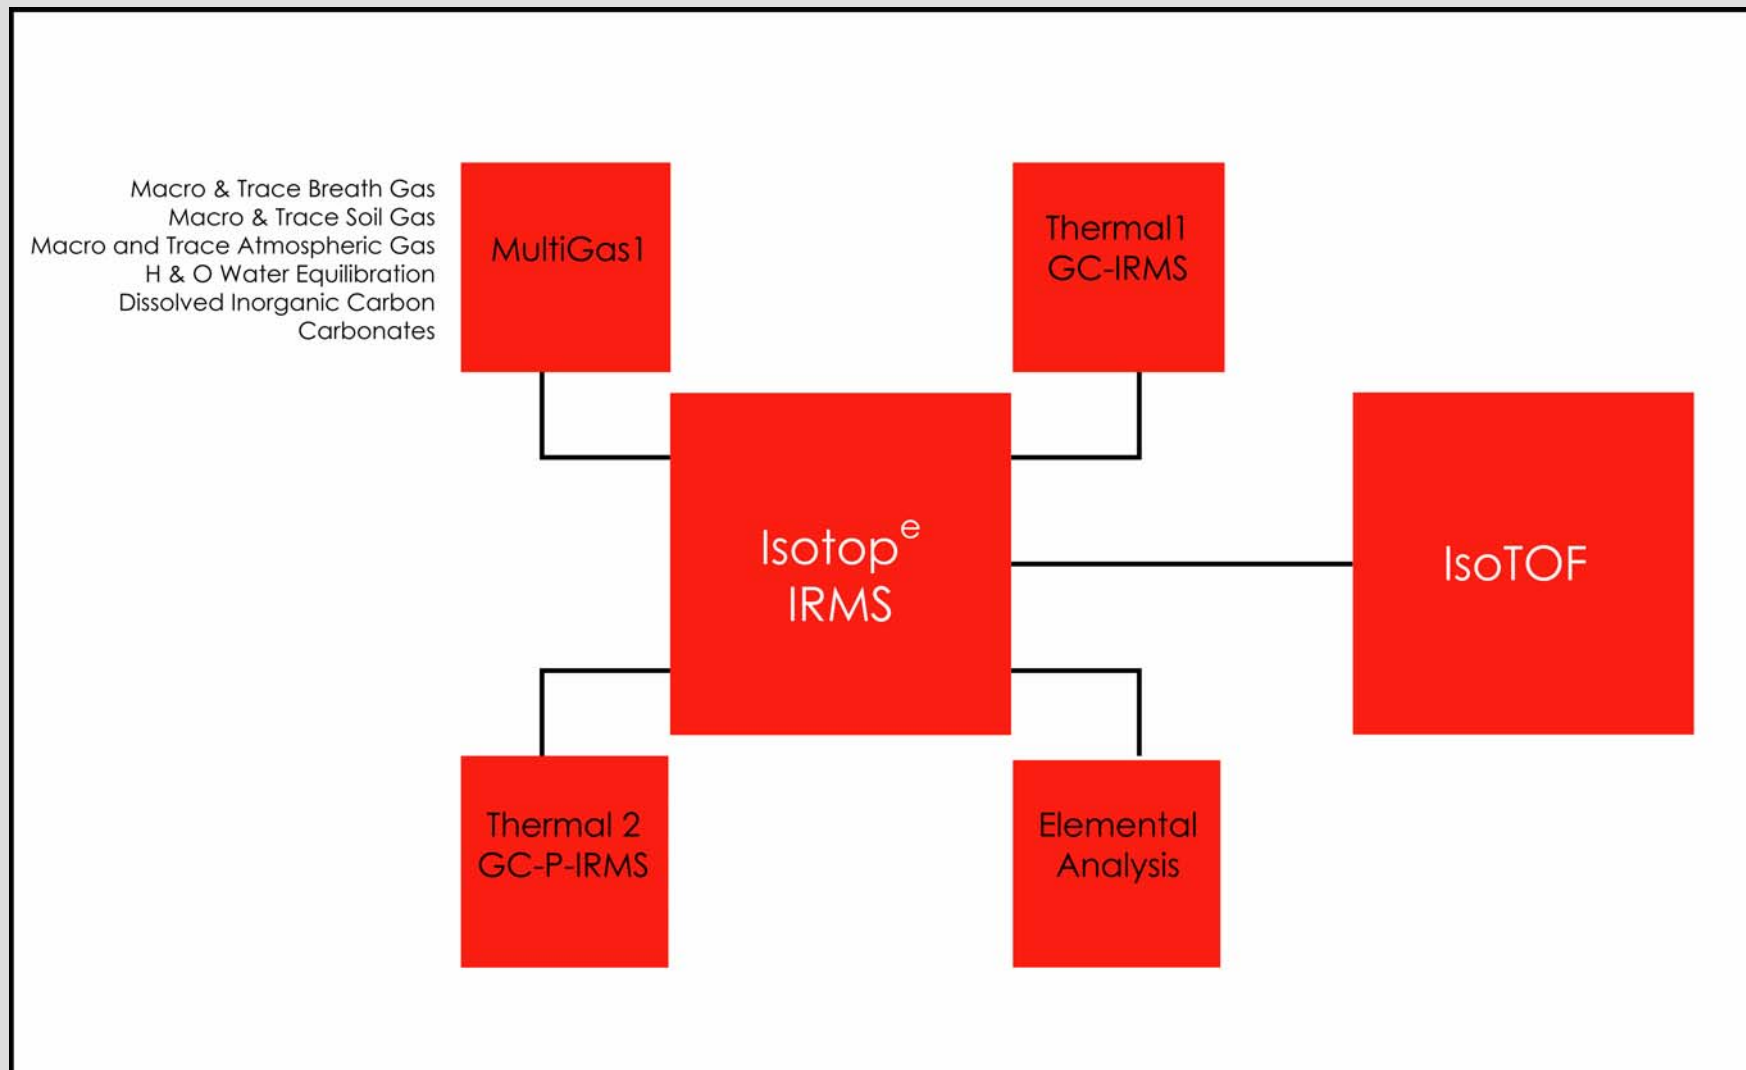 Macro & Trace Breath Gas
Macro & Trace Soil Gas
Macro and Trace Atmospheric Gas
H & O Water Equilibration
Dissolved Inorganic Carbon
Carbonates
MultiGas1
Thermal1
GC-IRMS
Isotop^e
IRMS
IsoTOF
Thermal 2
GC-P-IRMS
Elemental
Analysis